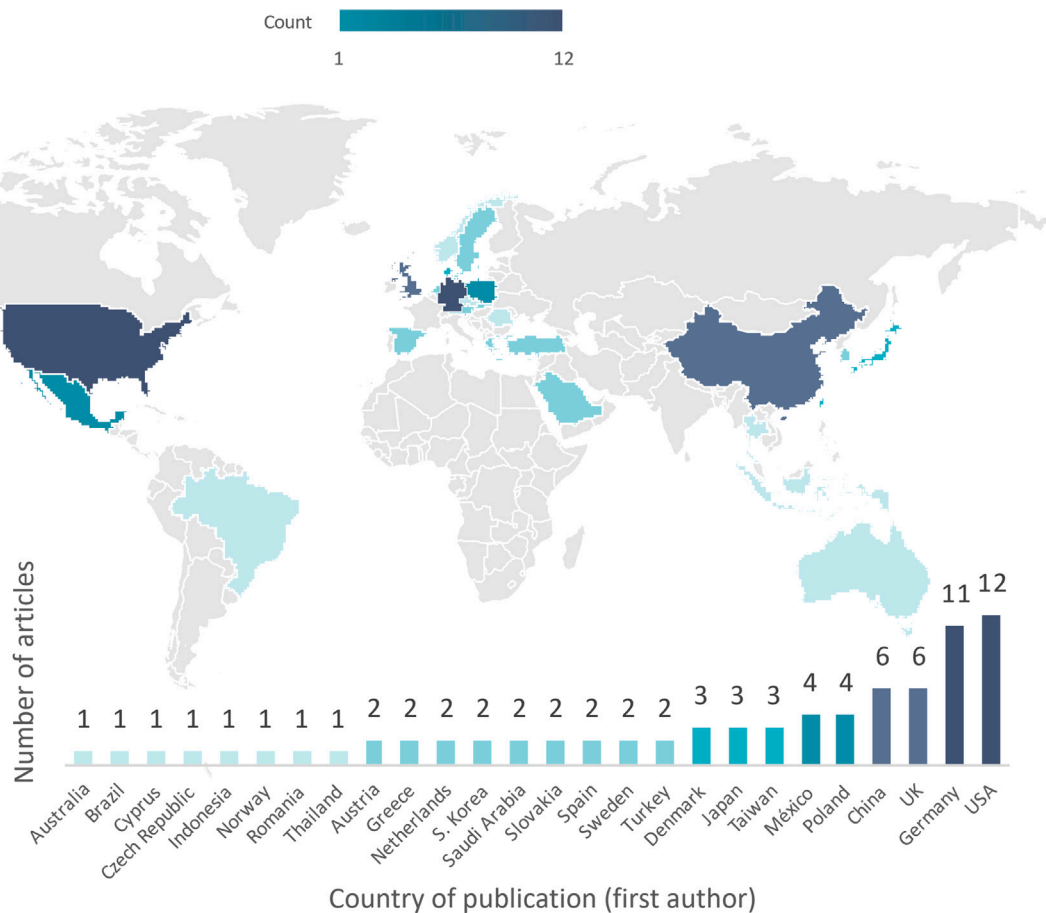 Count
1 12
Number of articles
1 1 1 1 1 1 1 1 2 2 2 2 2 2 2 2 2 3 3 3 4 4 6 6 11 12
Australia Brazil Cyprus Czech Republic Indonesia Norway Romania Thailand Austria Greece Netherlands S. Korea Saudi Arabia Slovakia Spain Sweden Turkey Denmark Japan Taiwan México Poland China UK Germany USA
Country of publication (first author)